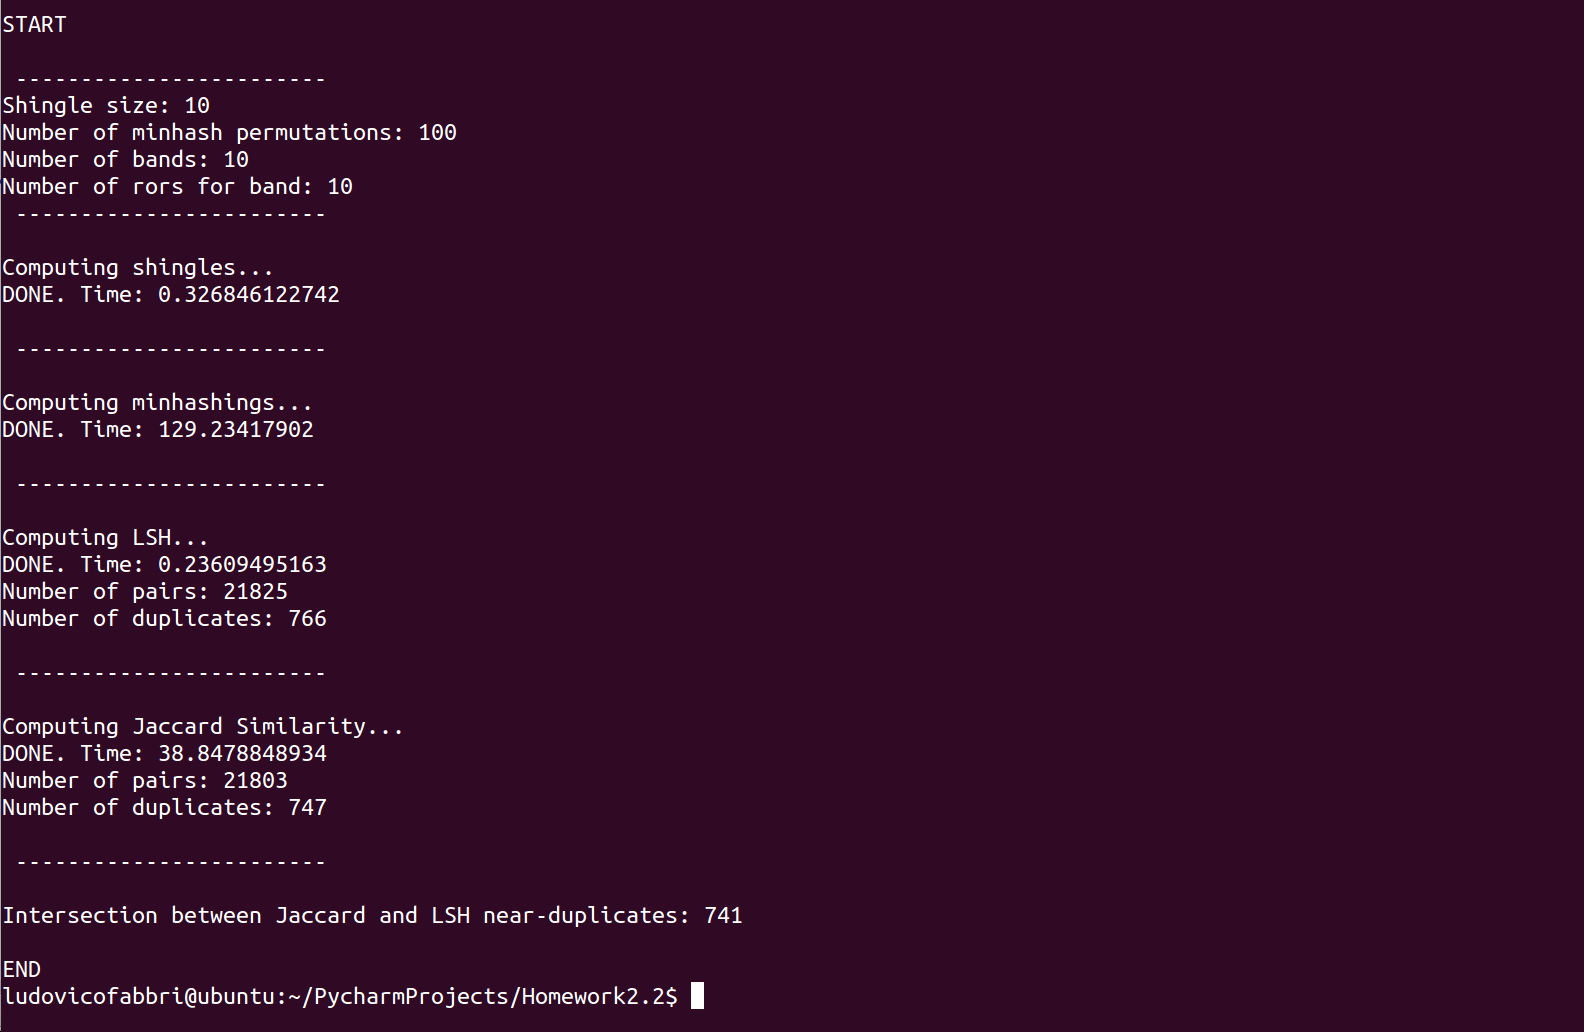 START
------------------------
Shingle size: 10
Number of minhash permutations: 100
Number of bands: 10
Number of rors for band: 10
------------------------
Computing shingles...
DONE. Time: 0.326846122742
------------------------
Computing minhashings...
DONE. Time: 129.23417902
------------------------
Computing LSH...
DONE. Time: 0.23609495163
Number of pairs: 21825
Number of duplicates: 766
------------------------
Computing Jaccard Similarity...
DONE. Time: 38.8478848934
Number of pairs: 21803
Number of duplicates: 747
------------------------
Intersection between Jaccard and LSH near-duplicates: 741
END
ludovicofabbri@ubuntu:~/PycharmProjects/Homework2.2$